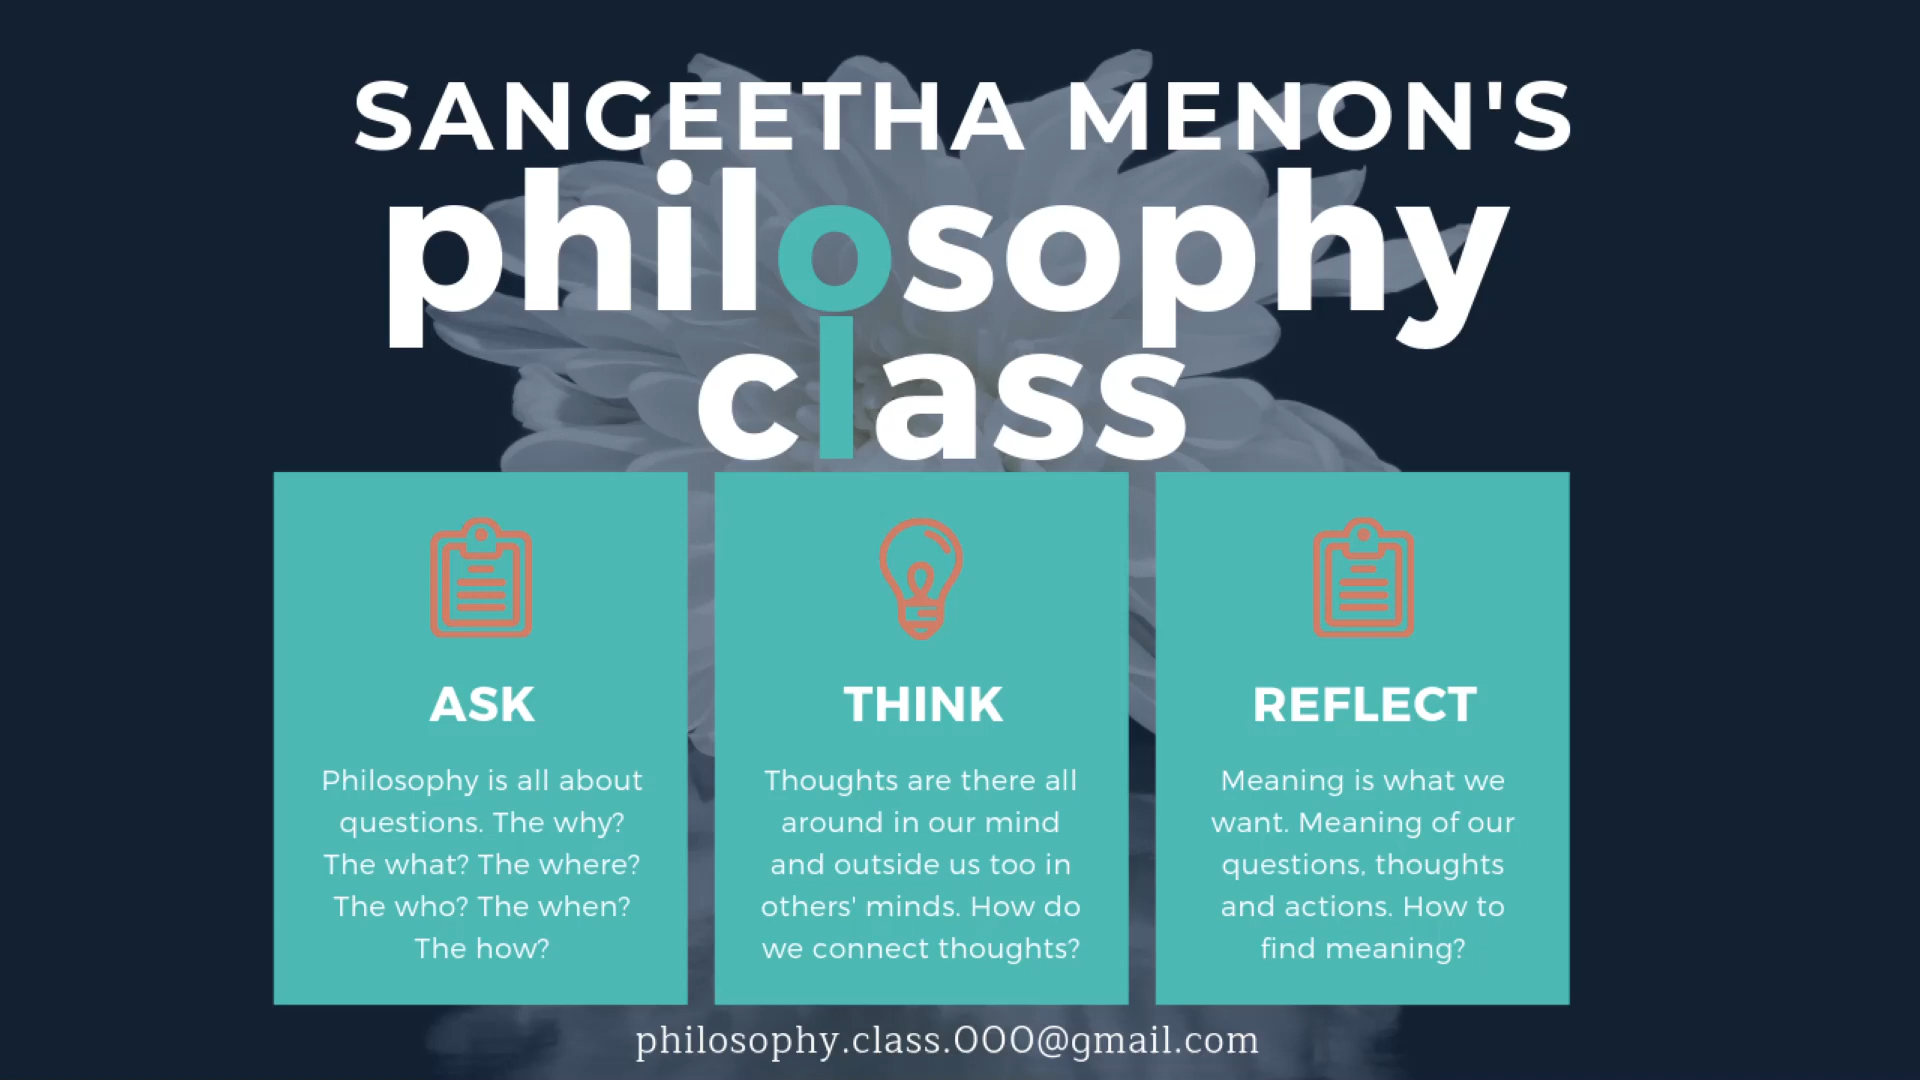 SANGEETHA MENON'S
philosophy
class
ASK
Philosophy is all about
questions. The why?
The what? The where?
The who? The when?
The how?
THINK
Thoughts are there all
around in our mind
and outside us too in
others' minds. How do
we connect thoughts?
REFLECT
Meaning is what we
want. Meaning of our
questions, thoughts
and actions. How to
find meaning?
philosophy.class.000@gmail.com